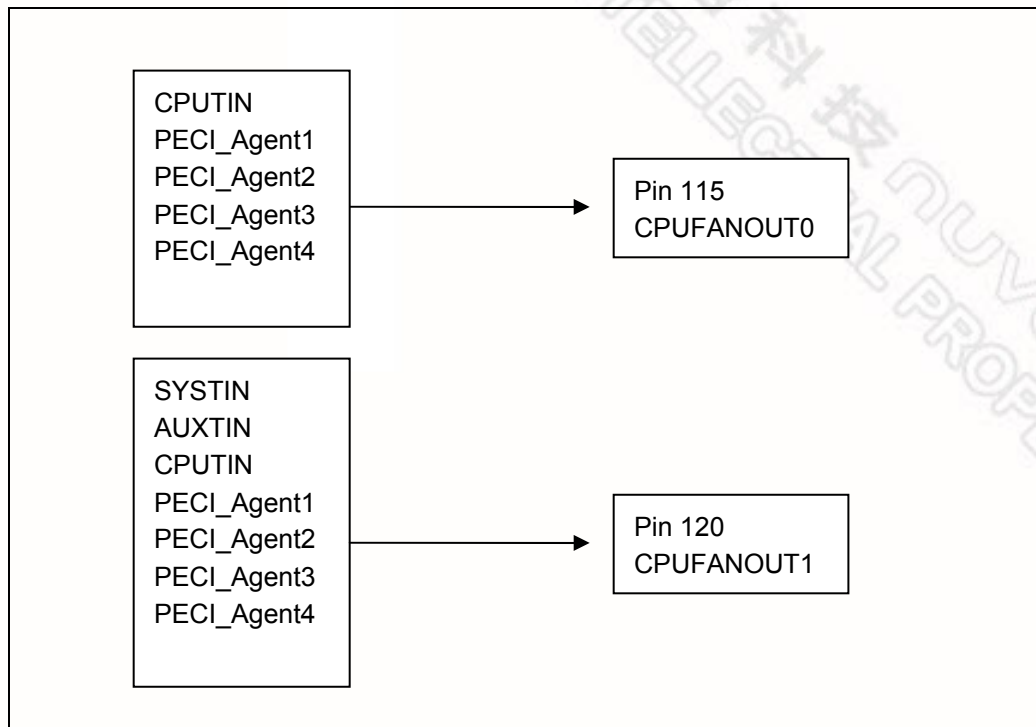 CPUTIN
PECI_Agent1
PECI_Agent2
PECI_Agent3
PECI_Agent4
Pin 115
CPUFANOUT0
SYSTIN
AUXTIN
CPUTIN
PECI_Agent1
PECI_Agent2
PECI_Agent3
PECI_Agent4
Pin 120
CPUFANOUT1